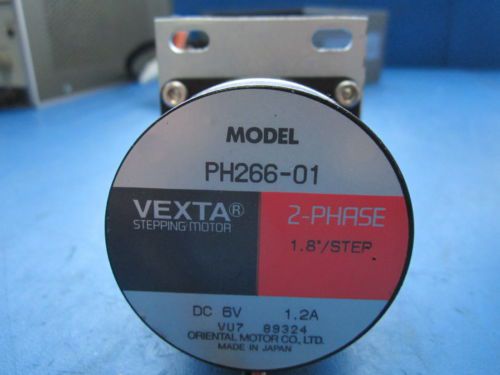 MODEL
PH266-01
VEXTA®
STEPPING MOTOR
2-PHASE
1.8°/STEP
DC 6V 1.2A
VU7 89324
ORIENTAL MOTOR CO., LTD.
MADE IN JAPAN